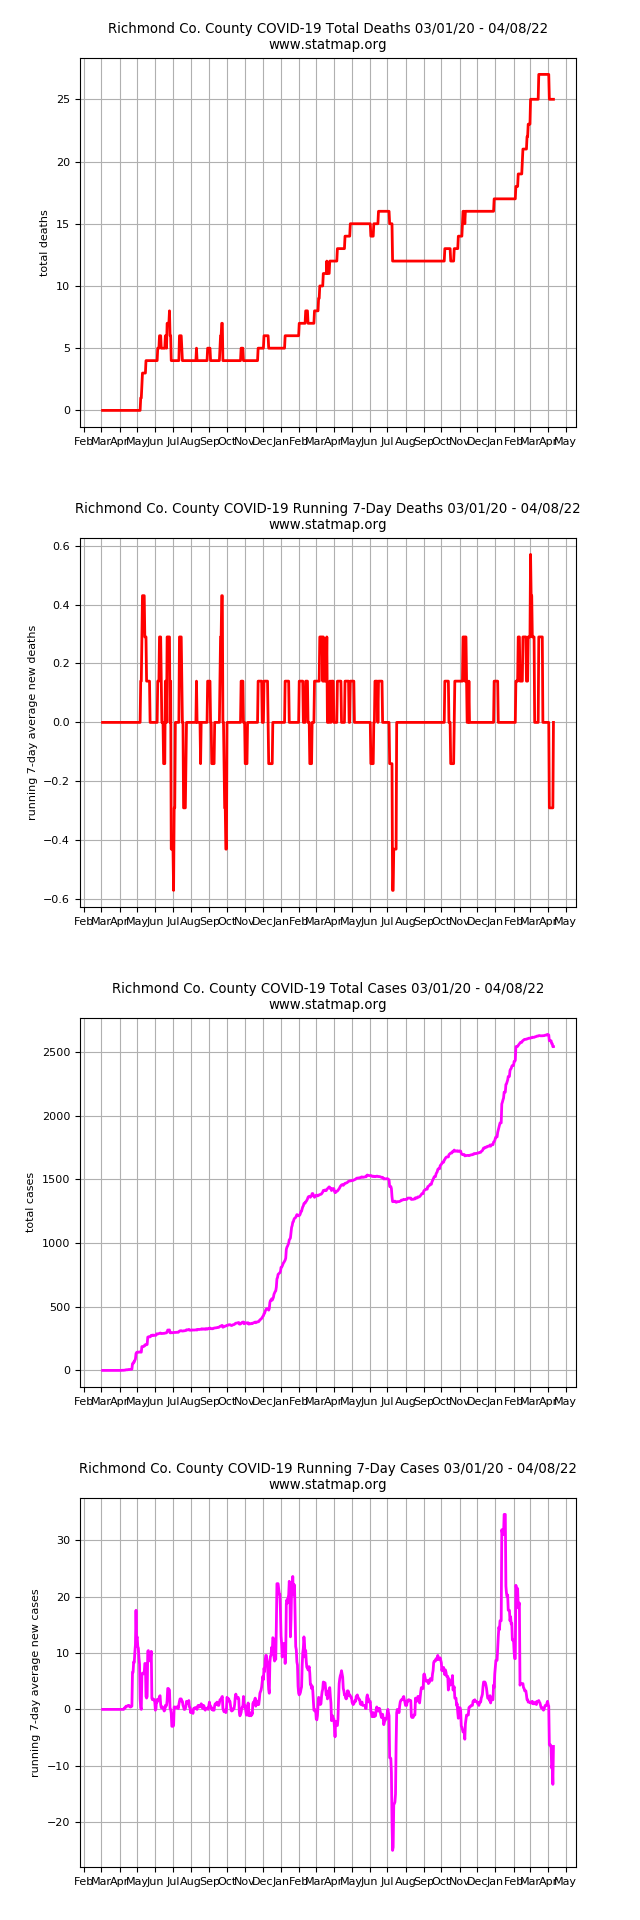 Richmond Co. County COVID-19 Total Deaths 03/01/20 - 04/08/22
www.statmap.org
total deaths
25
20
15
10
5
0
Feb Mar Apr May Jun Jul Aug Sep Oct Nov Dec Jan Feb Mar Apr May Jun Jul Aug Sep Oct Nov Dec Jan Feb Mar Apr May
Richmond Co. County COVID-19 Running 7-Day Deaths 03/01/20 - 04/08/22
www.statmap.org
running 7-day average new deaths
0.6
0.4
0.2
0.0
−0.2
−0.4
−0.6
Feb Mar Apr May Jun Jul Aug Sep Oct Nov Dec Jan Feb Mar Apr May Jun Jul Aug Sep Oct Nov Dec Jan Feb Mar Apr May
Richmond Co. County COVID-19 Total Cases 03/01/20 - 04/08/22
www.statmap.org
total cases
2500
2000
1500
1000
500
0
Feb Mar Apr May Jun Jul Aug Sep Oct Nov Dec Jan Feb Mar Apr May Jun Jul Aug Sep Oct Nov Dec Jan Feb Mar Apr May
Richmond Co. County COVID-19 Running 7-Day Cases 03/01/20 - 04/08/22
www.statmap.org
running 7-day average new cases
30
20
10
0
−10
−20
Feb Mar Apr May Jun Jul Aug Sep Oct Nov Dec Jan Feb Mar Apr May Jun Jul Aug Sep Oct Nov Dec Jan Feb Mar Apr May